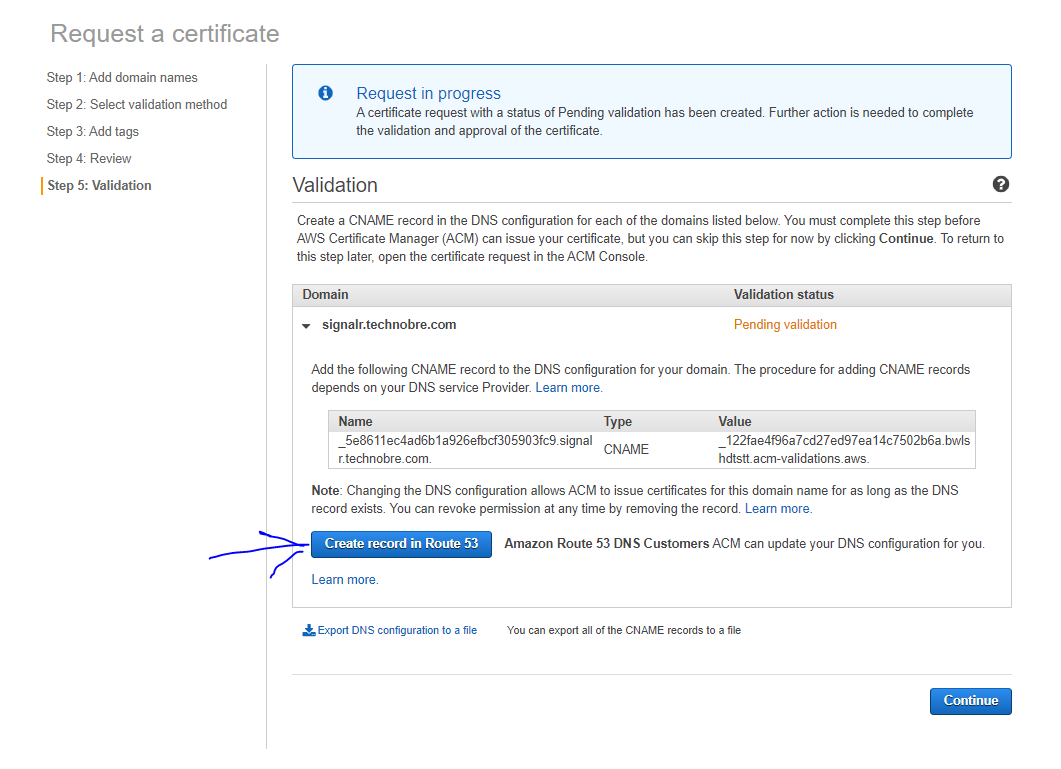 Request a certificate
Step 1: Add domain names
Step 2: Select validation method
Step 3: Add tags
Step 4: Review
Step 5: Validation
Request in progress
A certificate request with a status of Pending validation has been created. Further action is needed to complete
the validation and approval of the certificate.
Validation
Create a CNAME record in the DNS configuration for each of the domains listed below. You must complete this step before
AWS Certificate Manager (ACM) can issue your certificate, but you can skip this step for now by clicking Continue. To return to
this step later, open the certificate request in the ACM Console.
Domain Validation status
signalr.technobre.com Pending validation
Add the following CNAME record to the DNS configuration for your domain. The procedure for adding CNAME records
depends on your DNS service Provider. Learn more.
Name Type Value
_5e8611ec4ad6b1a926efbcf305903fc9.signal
r.technobre.com.
CNAME
_122fae4f96a7cd27ed97ea14c7502b6a.bwls
hdtstt.acm-validations.aws.
Note: Changing the DNS configuration allows ACM to issue certificates for this domain name for as long as the DNS
record exists. You can revoke permission at any time by removing the record. Learn more.
Create record in Route 53 Amazon Route 53 DNS Customers ACM can update your DNS configuration for you.
Learn more.
Export DNS configuration to a file You can export all of the CNAME records to a file
Continue